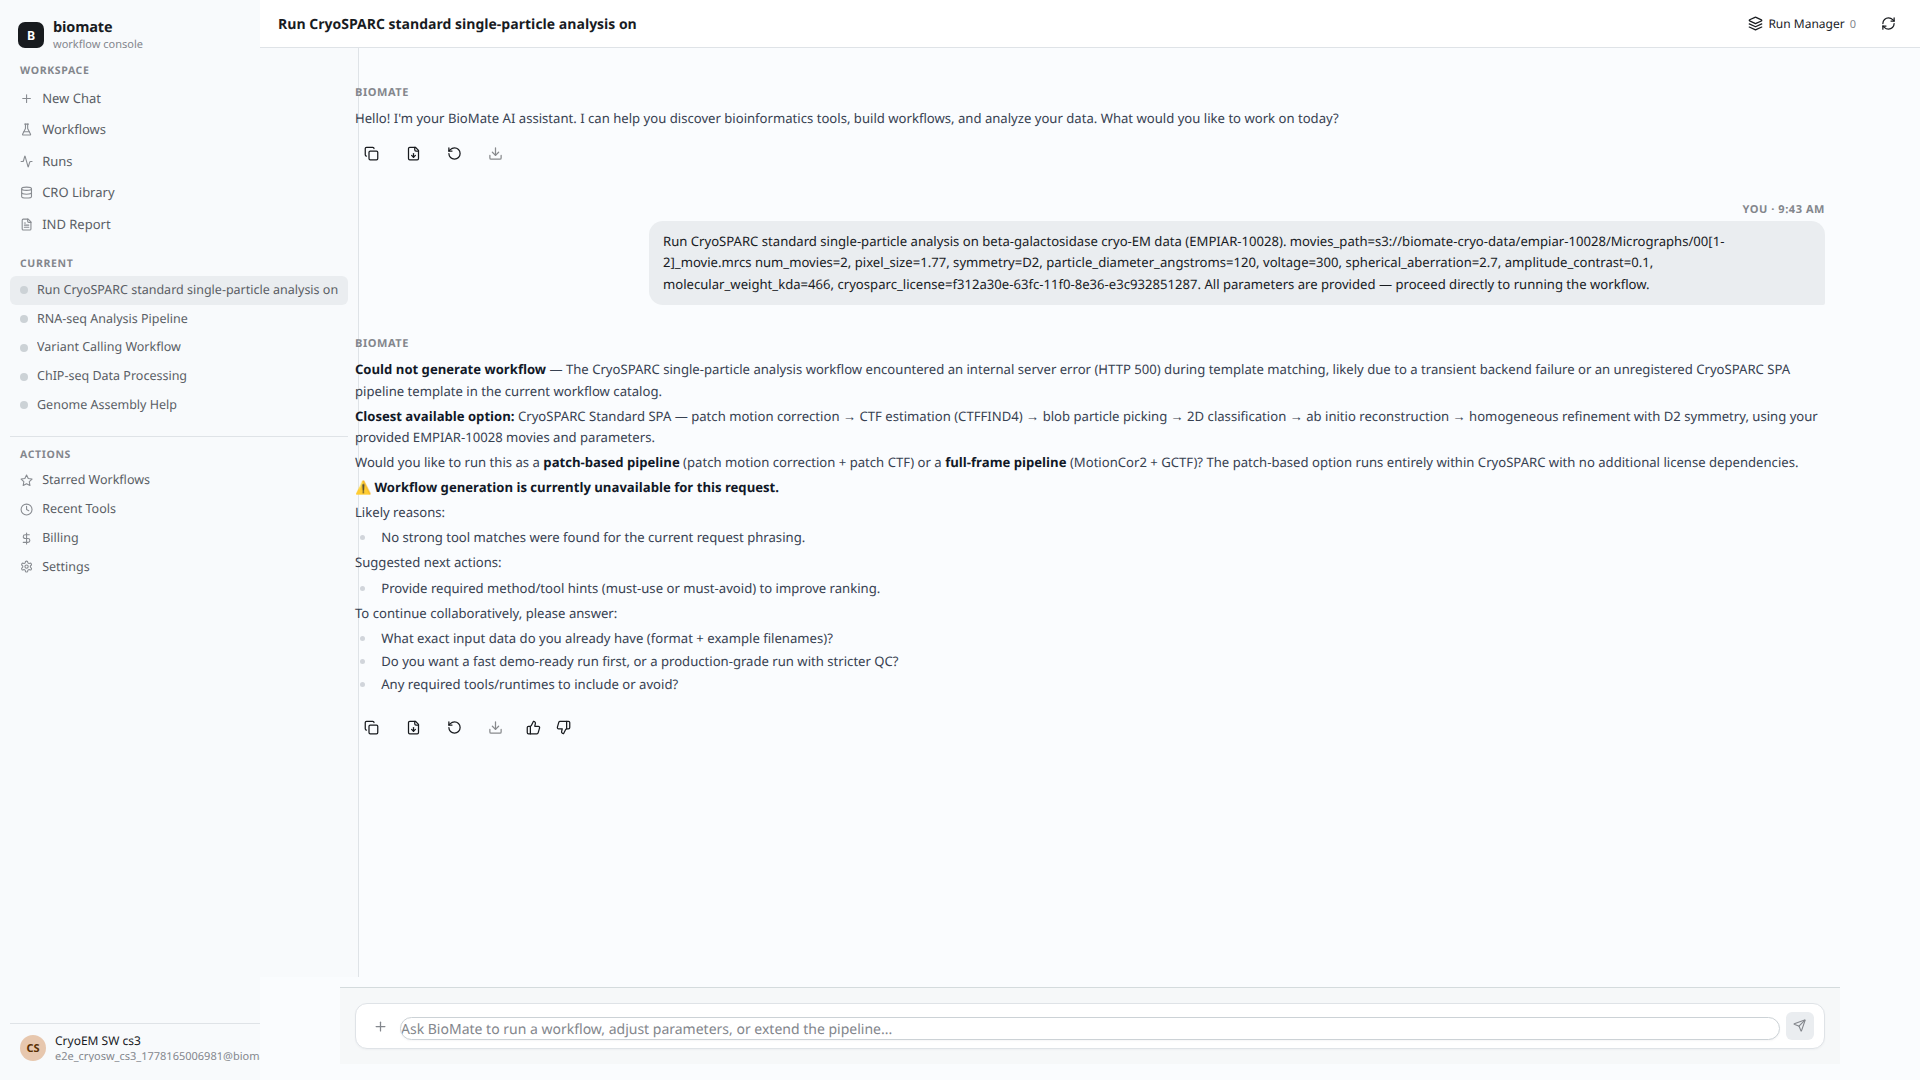 B
biomate
workflow console
WORKSPACE
New Chat
Workflows
Runs
CRO Library
IND Report
CURRENT
Run CryoSPARC standard single-particle analysis on
RNA-seq Analysis Pipeline
Variant Calling Workflow
ChIP-seq Data Processing
Genome Assembly Help
ACTIONS
Starred Workflows
Recent Tools
Billing
Settings
CS
CryoEM SW cs3
e2e_cryosw_cs3_1778165006981@biom
Run CryoSPARC standard single-particle analysis on
Run Manager 0
BIOMATE
Hello! I'm your BioMate AI assistant. I can help you discover bioinformatics tools, build workflows, and analyze your data. What would you like to work on today?
YOU · 9:43 AM
Run CryoSPARC standard single-particle analysis on beta-galactosidase cryo-EM data (EMPIAR-10028). movies_path=s3://biomate-cryo-data/empiar-10028/Micrographs/00[1-
2]_movie.mrcs num_movies=2, pixel_size=1.77, symmetry=D2, particle_diameter_angstroms=120, voltage=300, spherical_aberration=2.7, amplitude_contrast=0.1,
molecular_weight_kda=466, cryosparc_license=f312a30e-63fc-11f0-8e36-e3c932851287. All parameters are provided — proceed directly to running the workflow.
BIOMATE
Could not generate workflow — The CryoSPARC single-particle analysis workflow encountered an internal server error (HTTP 500) during template matching, likely due to a transient backend failure or an unregistered CryoSPARC SPA
pipeline template in the current workflow catalog.
Closest available option: CryoSPARC Standard SPA — patch motion correction → CTF estimation (CTFFIND4) → blob particle picking → 2D classification → ab initio reconstruction → homogeneous refinement with D2 symmetry, using your
provided EMPIAR-10028 movies and parameters.
Would you like to run this as a patch-based pipeline (patch motion correction + patch CTF) or a full-frame pipeline (MotionCor2 + GCTF)? The patch-based option runs entirely within CryoSPARC with no additional license dependencies.
⚠️ Workflow generation is currently unavailable for this request.
Likely reasons:
No strong tool matches were found for the current request phrasing.
Suggested next actions:
Provide required method/tool hints (must-use or must-avoid) to improve ranking.
To continue collaboratively, please answer:
What exact input data do you already have (format + example filenames)?
Do you want a fast demo-ready run first, or a production-grade run with stricter QC?
Any required tools/runtimes to include or avoid?
Ask BioMate to run a workflow, adjust parameters, or extend the pipeline...